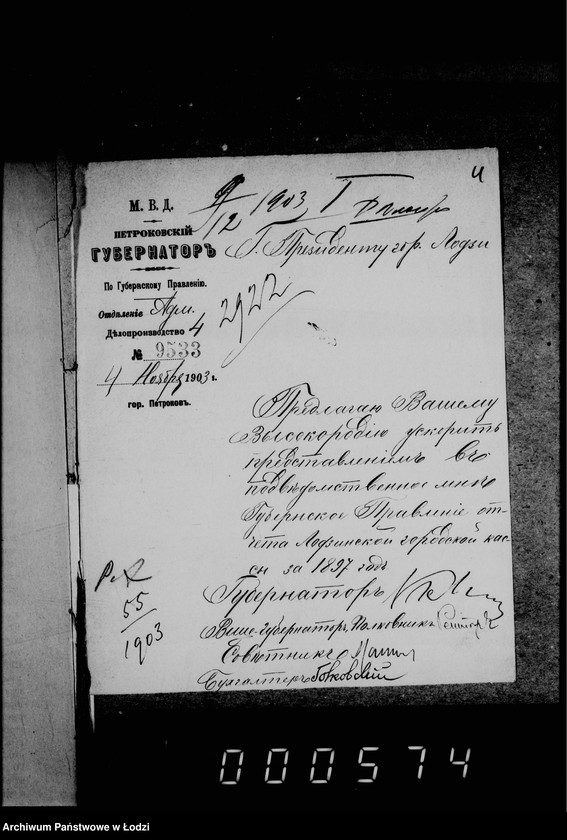 4
М. В. Д.
9/12 1903 I
ПЕТРОКОВСКІЙ
ГУБЕРНАТОРЪ
Г. Президенту гор. Лодзи
По Губернскому Правленію.
Отдѣленіе Адм.
Дѣлопроизводство 4
2922
№ 9533
4 Ноября 1903 г.
гор. Петроковъ.
Предлагаю Вашему
Высокородію ускорить
представленіемъ въ
подвѣдомственное мнѣ
Губернское Правленіе от-
чета Лодзинской городской кас-
сы за 1897 годъ
55
1903
Губернаторъ
Вице-Губернаторъ, Полковникъ
Совѣтникъ
Бухгалтеръ
000574
Archiwum Państwowe w Łodzi